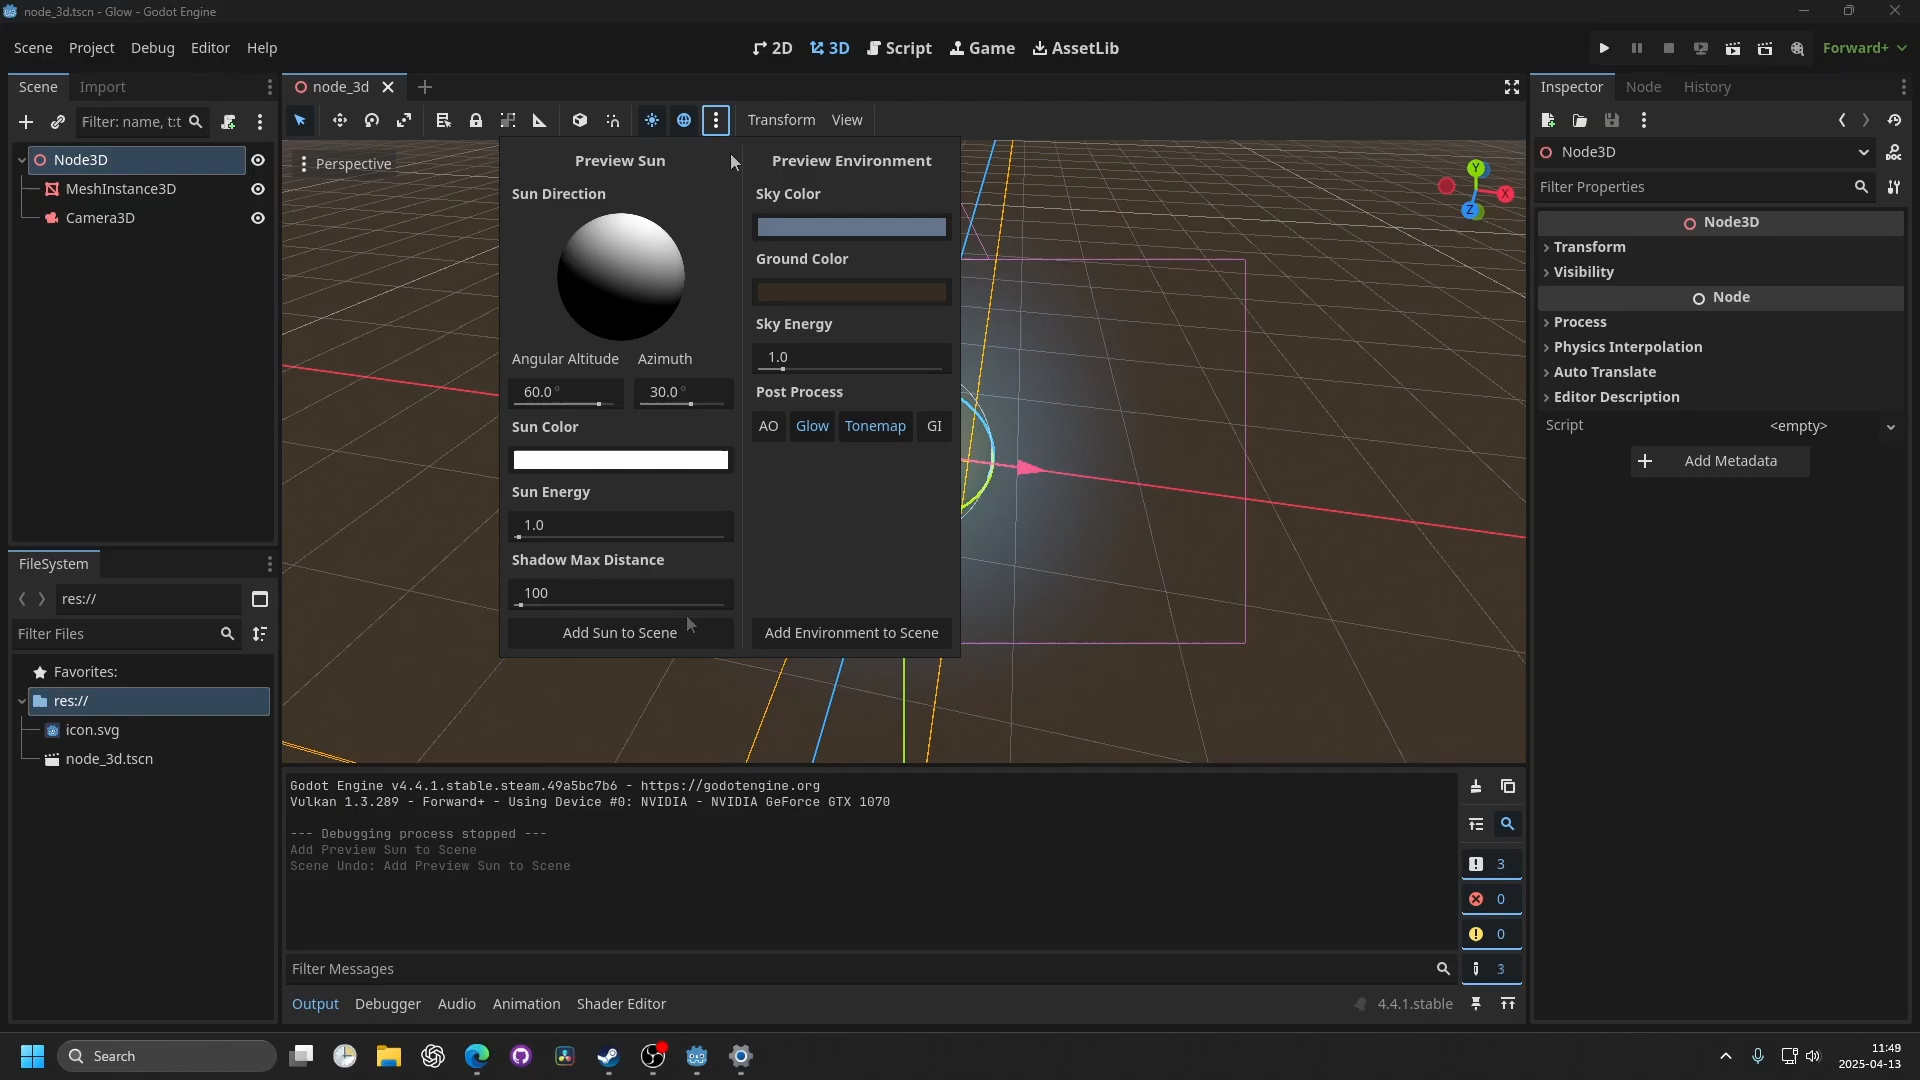 node_3d.tscn - Glow - Godot Engine
Scene Project Debug Editor Help
2D 3D Script Game AssetLib
Forward+
Scene Import
node_3d
Inspector Node History
Filter: name, t:t
Transform View
Node3D
MeshInstance3D
Camera3D
Perspective
Preview Sun
Sun Direction
Angular Altitude Azimuth
60.0 ° 30.0 °
Sun Color
Sun Energy
1.0
Shadow Max Distance
100
Add Sun to Scene
Preview Environment
Sky Color
Ground Color
Sky Energy
1.0
Post Process
AO Glow Tonemap GI
Add Environment to Scene
Y
X
Z
Node3D
Filter Properties
Node3D
Transform
Visibility
Node
Process
Physics Interpolation
Auto Translate
Editor Description
Script <empty>
Add Metadata
FileSystem
res://
Filter Files
Favorites:
res://
icon.svg
node_3d.tscn
Godot Engine v4.4.1.stable.steam.49a5bc7b6 - https://godotengine.org
Vulkan 1.3.289 - Forward+ - Using Device #0: NVIDIA - NVIDIA GeForce GTX 1070
--- Debugging process stopped ---
Add Preview Sun to Scene
Scene Undo: Add Preview Sun to Scene
3
0
0
3
Filter Messages
Output Debugger Audio Animation Shader Editor
4.4.1.stable
Search
11:49
2025-04-13